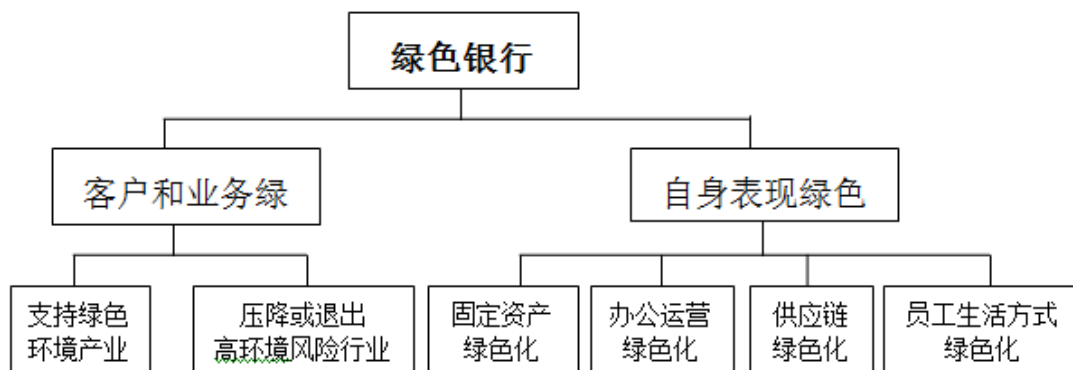 绿色银行
客户和业务绿
自身表现绿色
支持绿色
环境产业
压降或退出
高环境风险行业
固定资产
绿色化
办公运营
绿色化
供应链
绿色化
员工生活方式
绿色化